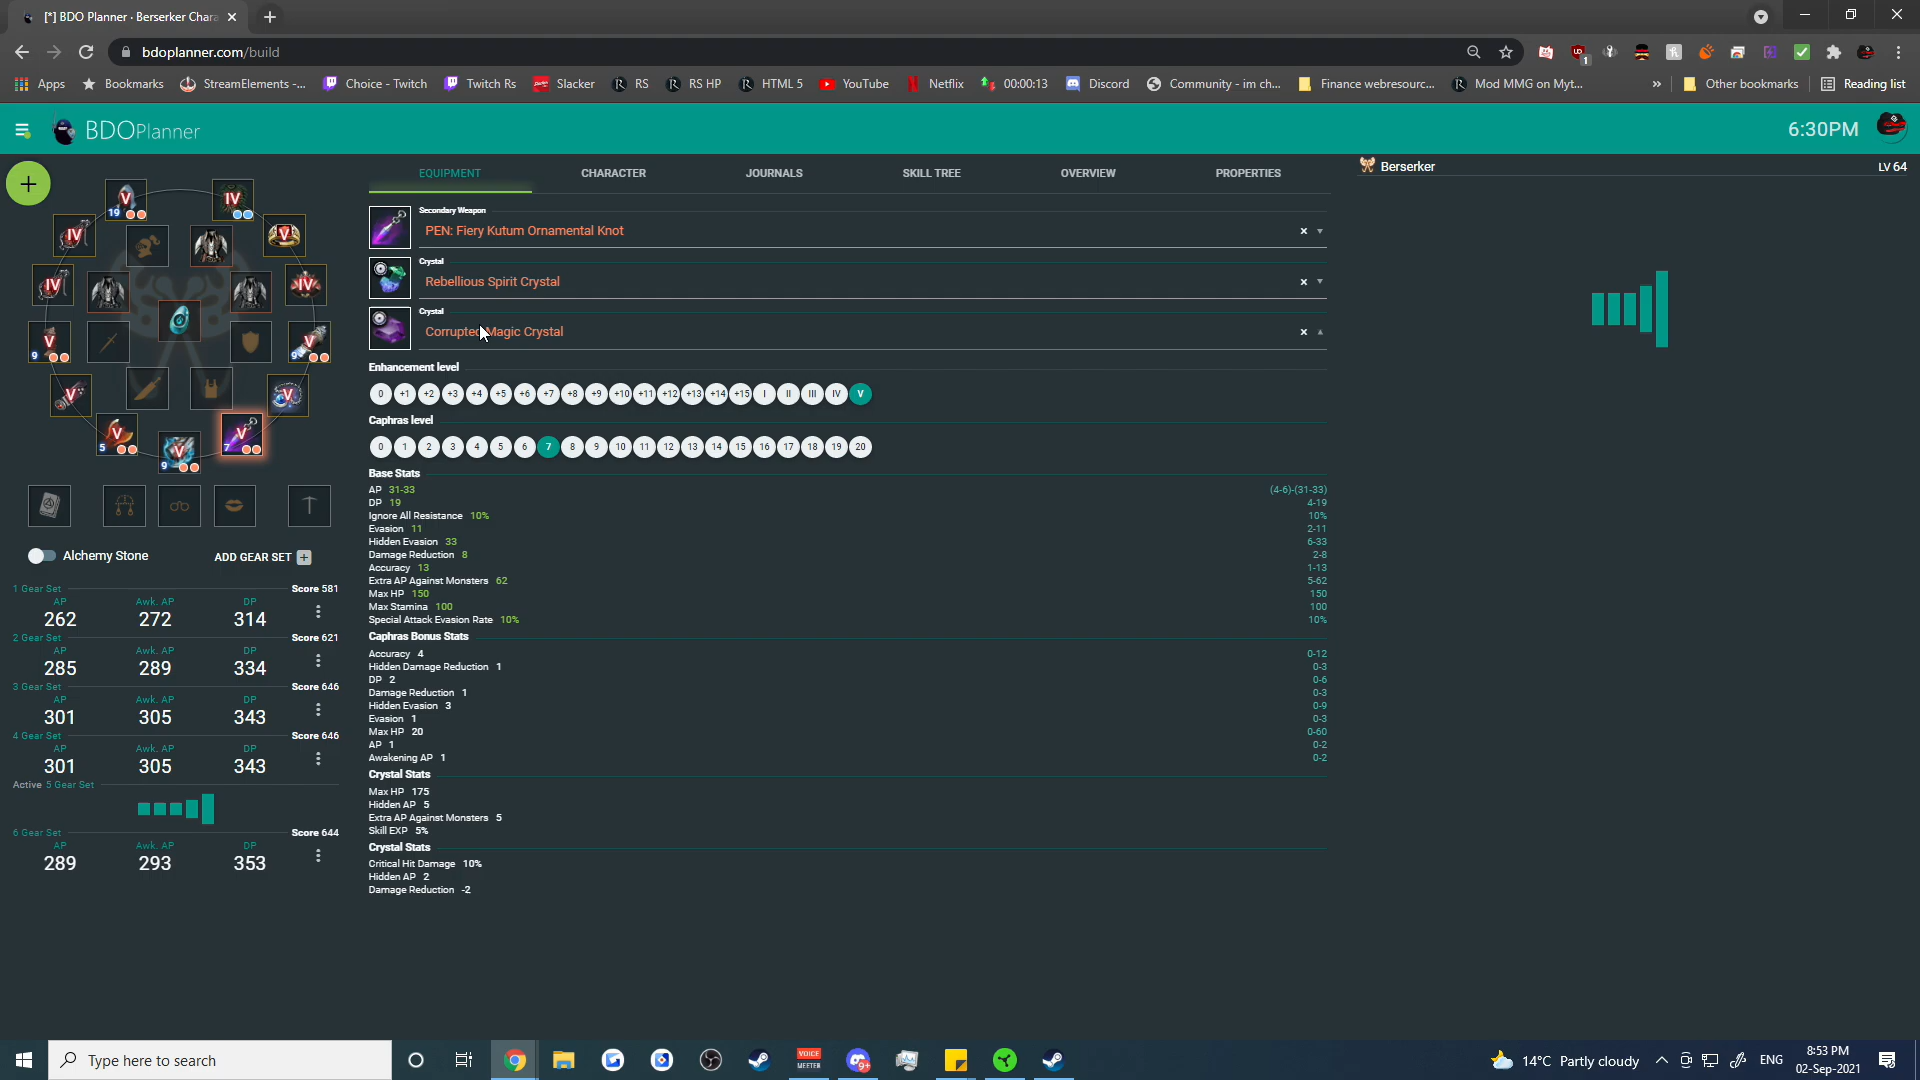 [*] BDO Planner · Berserker Chara
bdoplanner.com/build
Apps Bookmarks StreamElements -... Choice - Twitch Twitch Rs Slacker RS RS HP HTML 5 YouTube Netflix 00:00:13 Discord Community - im ch... Finance webresourc... Mod MMG on Myt... » Other bookmarks Reading list
BDOPlanner 6:30PM
EQUIPMENT CHARACTER JOURNALS SKILL TREE OVERVIEW PROPERTIES
Berserker LV 64
Secondary Weapon
PEN: Fiery Kutum Ornamental Knot
Crystal
Rebellious Spirit Crystal
Crystal
Corrupted Magic Crystal
Enhancement level
0 +1 +2 +3 +4 +5 +6 +7 +8 +9 +10 +11 +12 +13 +14 +15 I II III IV V
Caphras level
0 1 2 3 4 5 6 7 8 9 10 11 12 13 14 15 16 17 18 19 20
Base Stats
AP 31-33 (4-6)-(31-33)
DP 19 4-19
Ignore All Resistance 10% 10%
Evasion 11 2-11
Hidden Evasion 33 6-33
Damage Reduction 8 2-8
Accuracy 13 1-13
Extra AP Against Monsters 62 5-62
Max HP 150 150
Max Stamina 100 100
Special Attack Evasion Rate 10% 10%
Caphras Bonus Stats
Accuracy 4 0-12
Hidden Damage Reduction 1 0-3
DP 2 0-6
Damage Reduction 1 0-3
Hidden Evasion 3 0-9
Evasion 1 0-3
Max HP 20 0-60
AP 1 0-2
Awakening AP 1 0-2
Crystal Stats
Max HP 175
Hidden AP 5
Extra AP Against Monsters 5
Skill EXP 5%
Crystal Stats
Critical Hit Damage 10%
Hidden AP 2
Damage Reduction -2
V 19
IV
IV
V
IV
IV
V 9
V 9
V
V
V 5
V 7
V 9
Alchemy Stone ADD GEAR SET +
1 Gear Set Score 581
AP Awk. AP DP
262 272 314
2 Gear Set Score 621
AP Awk. AP DP
285 289 334
3 Gear Set Score 646
AP Awk. AP DP
301 305 343
4 Gear Set Score 646
AP Awk. AP DP
301 305 343
Active 5 Gear Set
6 Gear Set Score 644
AP Awk. AP DP
289 293 353
Type here to search
VOICE
MEETER
9+
14°C Partly cloudy ENG
8:53 PM
02-Sep-2021